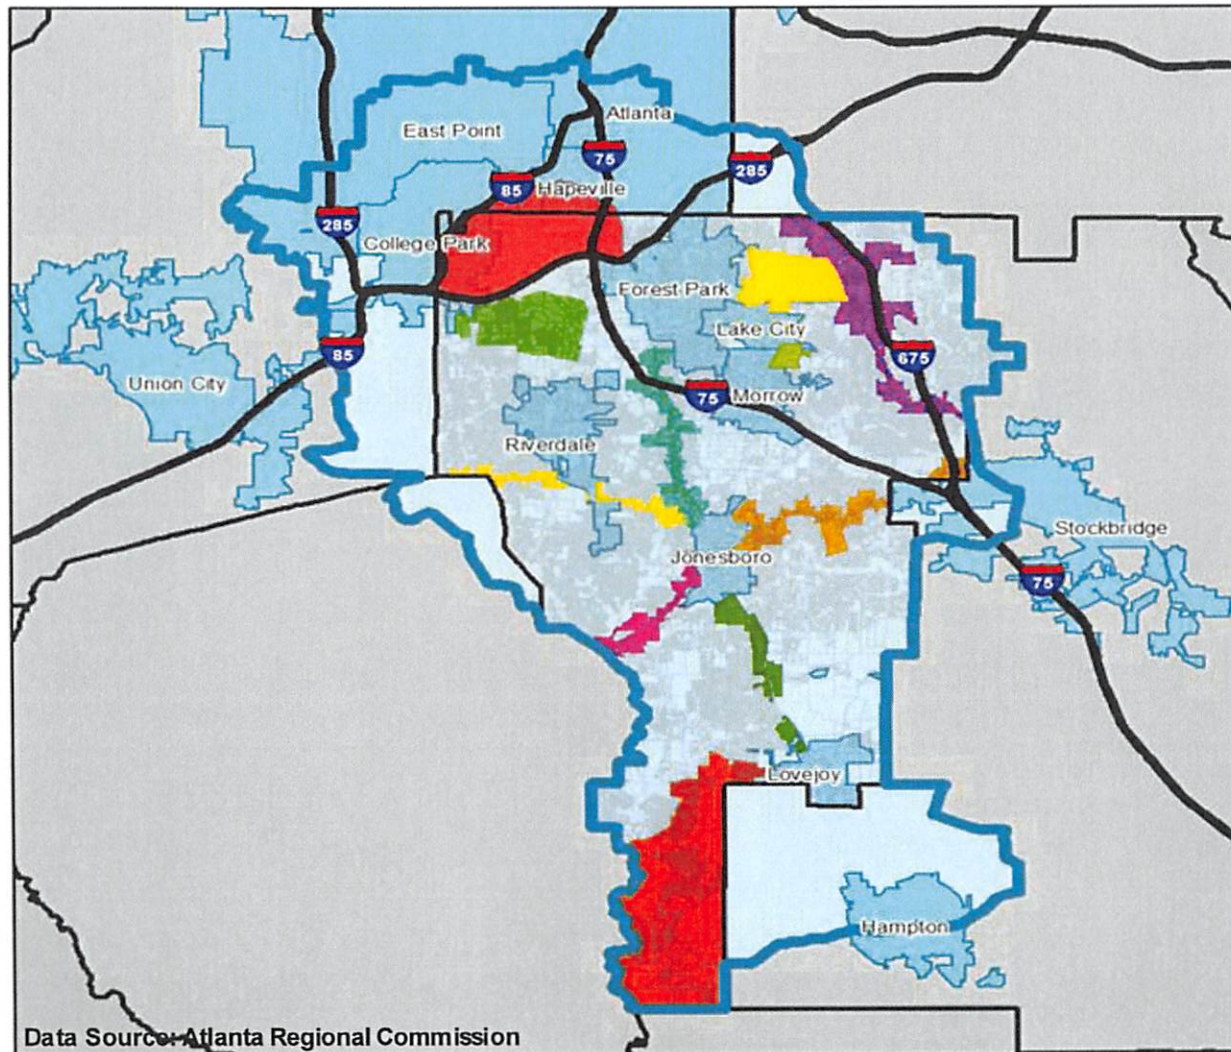 Atlanta
East Point
75
285
85
Hapeville
285
College Park
Forest Park
Lake City
85
675
Union City
75
Morrow
Riverdale
Stockbridge
Jonesboro
75
Lovejoy
Hampton
Data Source: Atlanta Regional Commission